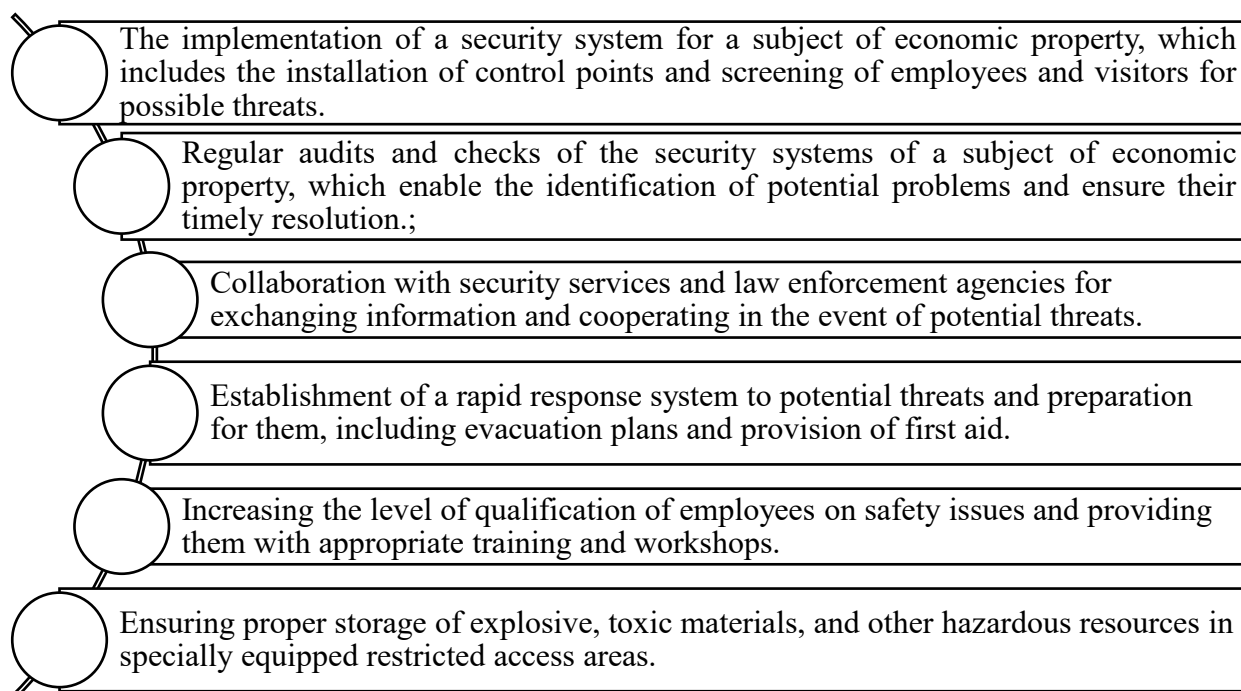 The implementation of a security system for a subject of economic property, which
includes the installation of control points and screening of employees and visitors for
possible threats.
Regular audits and checks of the security systems of a subject of economic
property, which enable the identification of potential problems and ensure their
timely resolution.;
Collaboration with security services and law enforcement agencies for
exchanging information and cooperating in the event of potential threats.
Establishment of a rapid response system to potential threats and preparation
for them, including evacuation plans and provision of first aid.
Increasing the level of qualification of employees on safety issues and providing
them with appropriate training and workshops.
Ensuring proper storage of explosive, toxic materials, and other hazardous resources in
specially equipped restricted access areas.